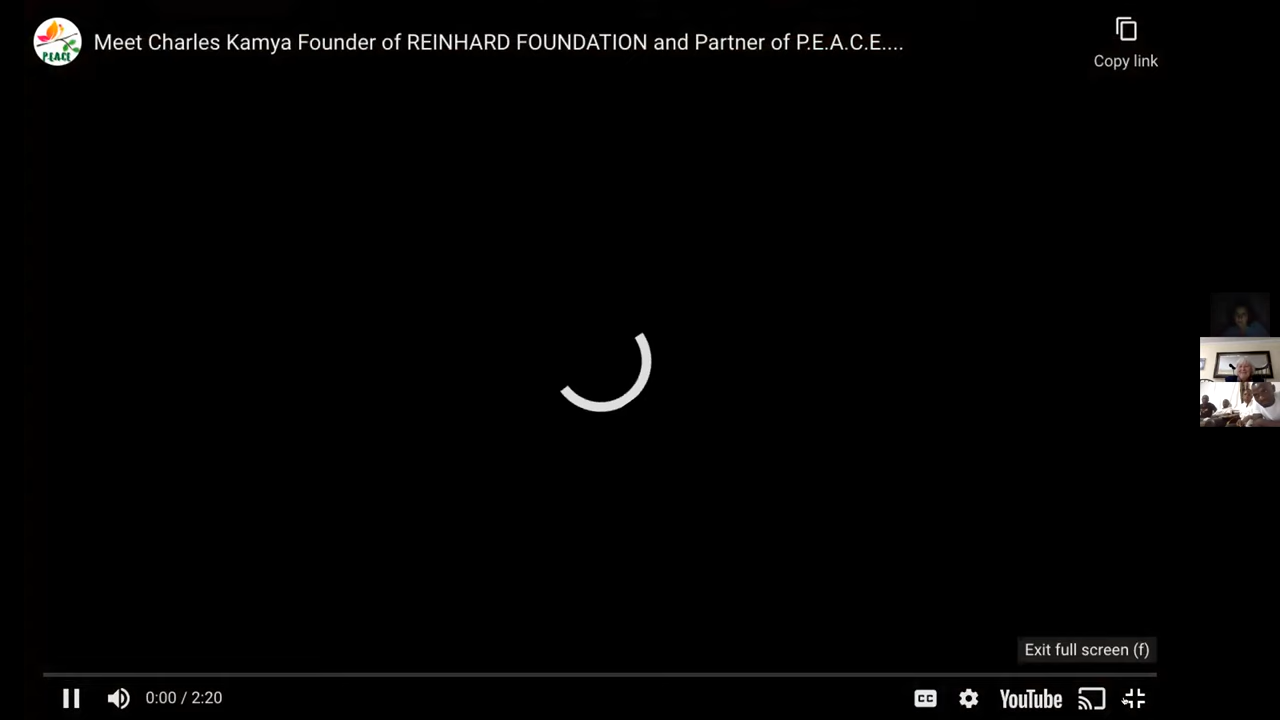 PEACE
Meet Charles Kamya Founder of REINHARD FOUNDATION and Partner of P.E.A.C.E....
Copy link
Exit full screen (f)
0:00 / 2:20
CC
YouTube